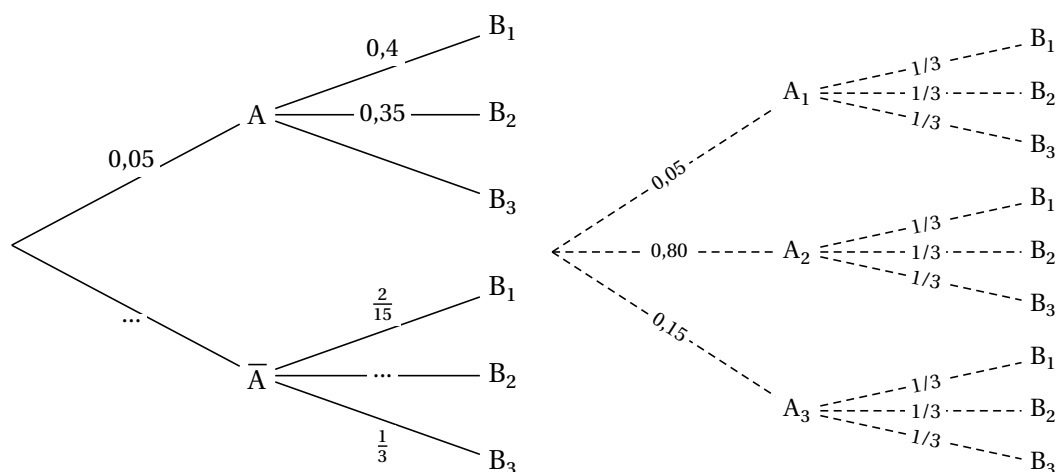 B₁
0,4
A
0,35
B₂
0,05
B₃
...
B₁
2/15
A̅
...
B₂
1/3
B₃
B₁
1/3
A₁
1/3
B₂
1/3
B₃
0,05
B₁
1/3
0,80
A₂
1/3
B₂
1/3
B₃
0,15
B₁
1/3
A₃
1/3
B₂
1/3
B₃